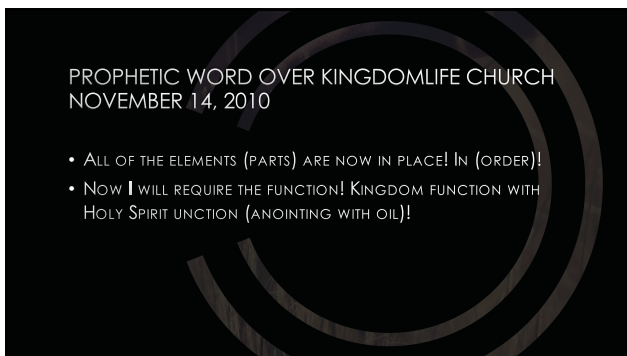 PROPHETIC WORD OVER KINGDOMLIFE CHURCH
NOVEMBER 14, 2010
• ALL OF THE ELEMENTS (PARTS) ARE NOW IN PLACE! IN (ORDER)!
• NOW I WILL REQUIRE THE FUNCTION! KINGDOM FUNCTION WITH
HOLY SPIRIT UNCTION (ANOINTING WITH OIL)!